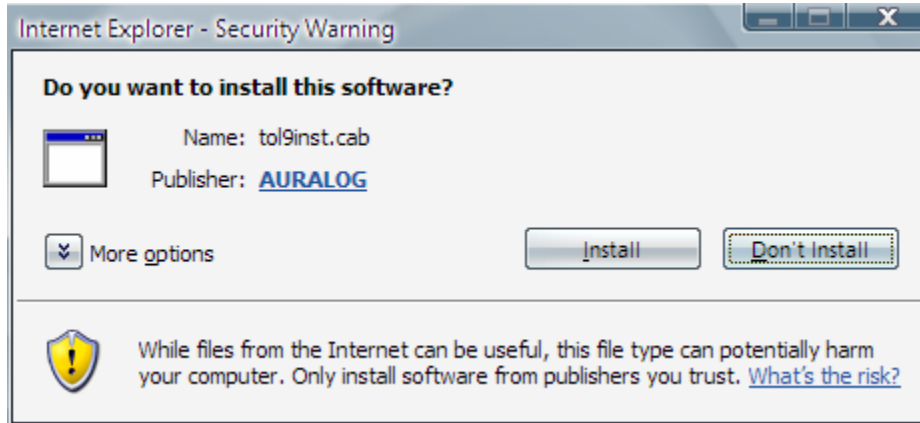 Internet Explorer - Security Warning
Do you want to install this software?
Name: tol9inst.cab
Publisher: AURALOG
More options
Install
Don't Install
While files from the Internet can be useful, this file type can potentially harm
your computer. Only install software from publishers you trust. What's the risk?